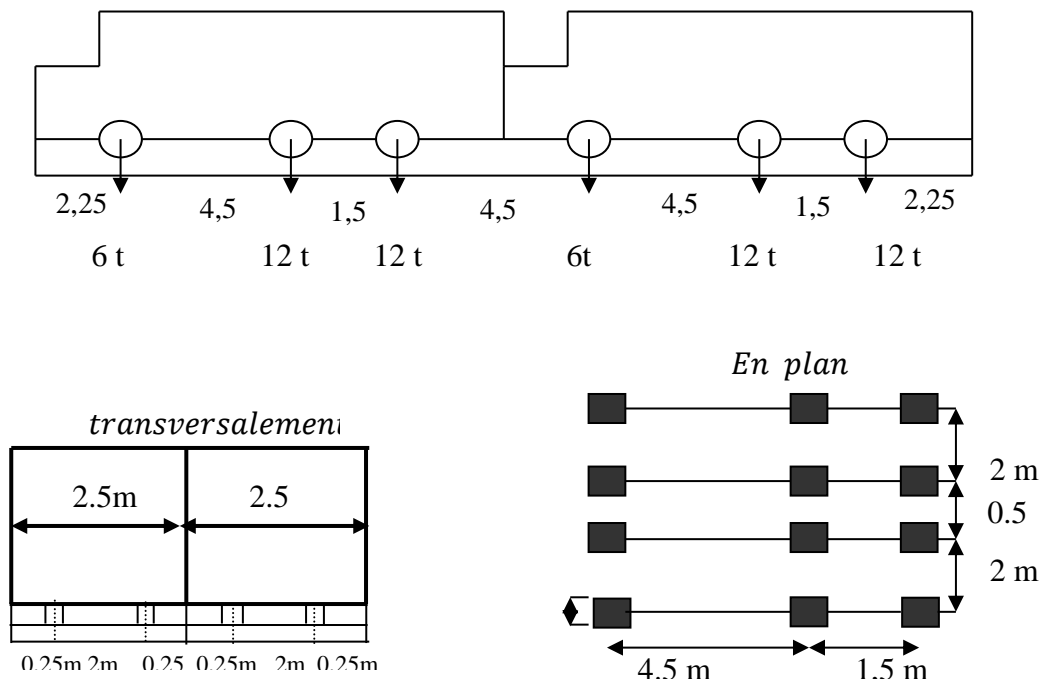 2,25 4,5 1,5 4,5 4,5 1,5 2,25
6 t 12 t 12 t 6t 12 t 12 t
transversalement
2.5m 2.5
0.25m 2m 0.25 0.25m 2m 0.25m
En plan
2 m
0.5
2 m
4.5 m 1.5 m